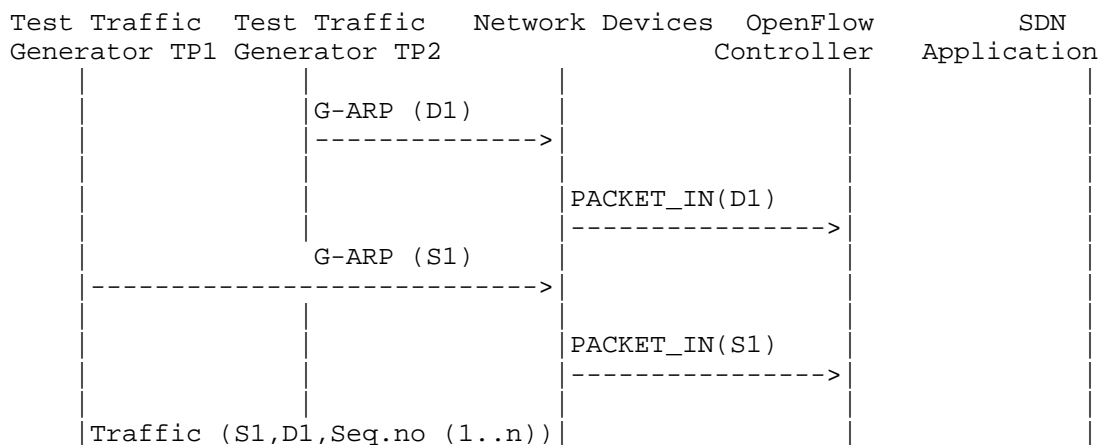 Test Traffic Test Traffic Network Devices OpenFlow SDN
Generator TP1 Generator TP2 Controller Application
G-ARP (D1)
PACKET_IN(D1)
G-ARP (S1)
PACKET_IN(S1)
Traffic (S1,D1,Seq.no (1..n))